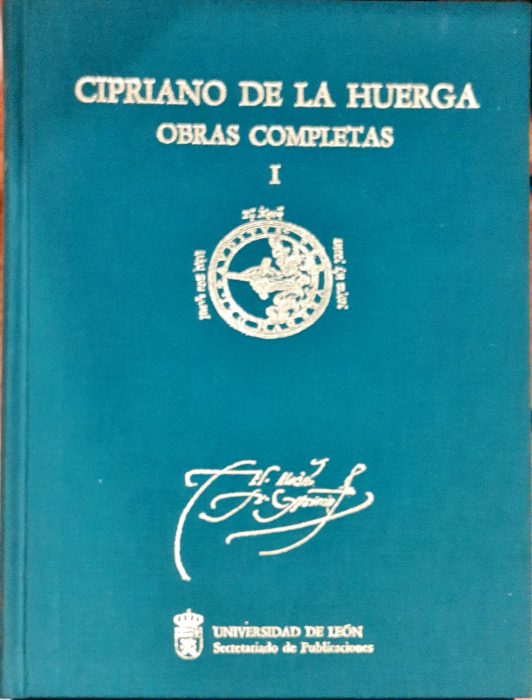 CIPRIANO DE LA HUERGA
OBRAS COMPLETAS
I
UNIVERSIDAD DE LEÓN
Secretariado de Publicaciones